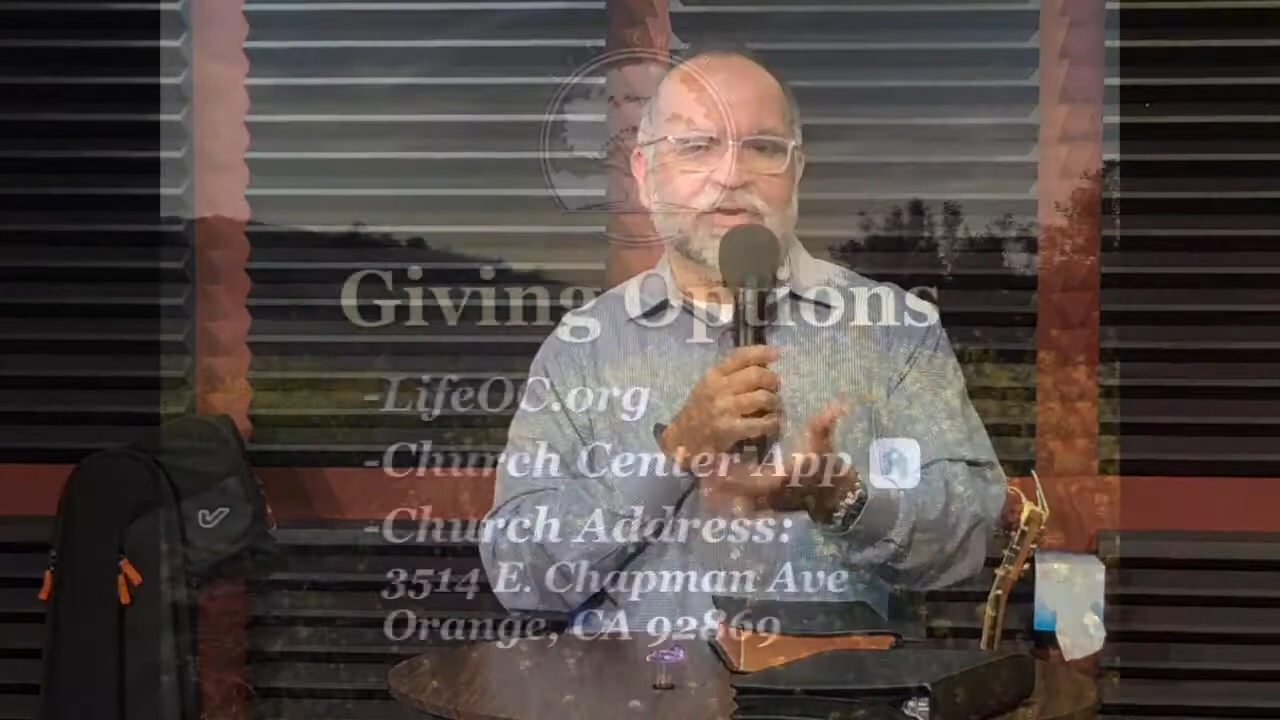 Giving Options
-LifeOC.org
-Church Center App
-Church Address:
3514 E. Chapman Ave
Orange, CA 92869